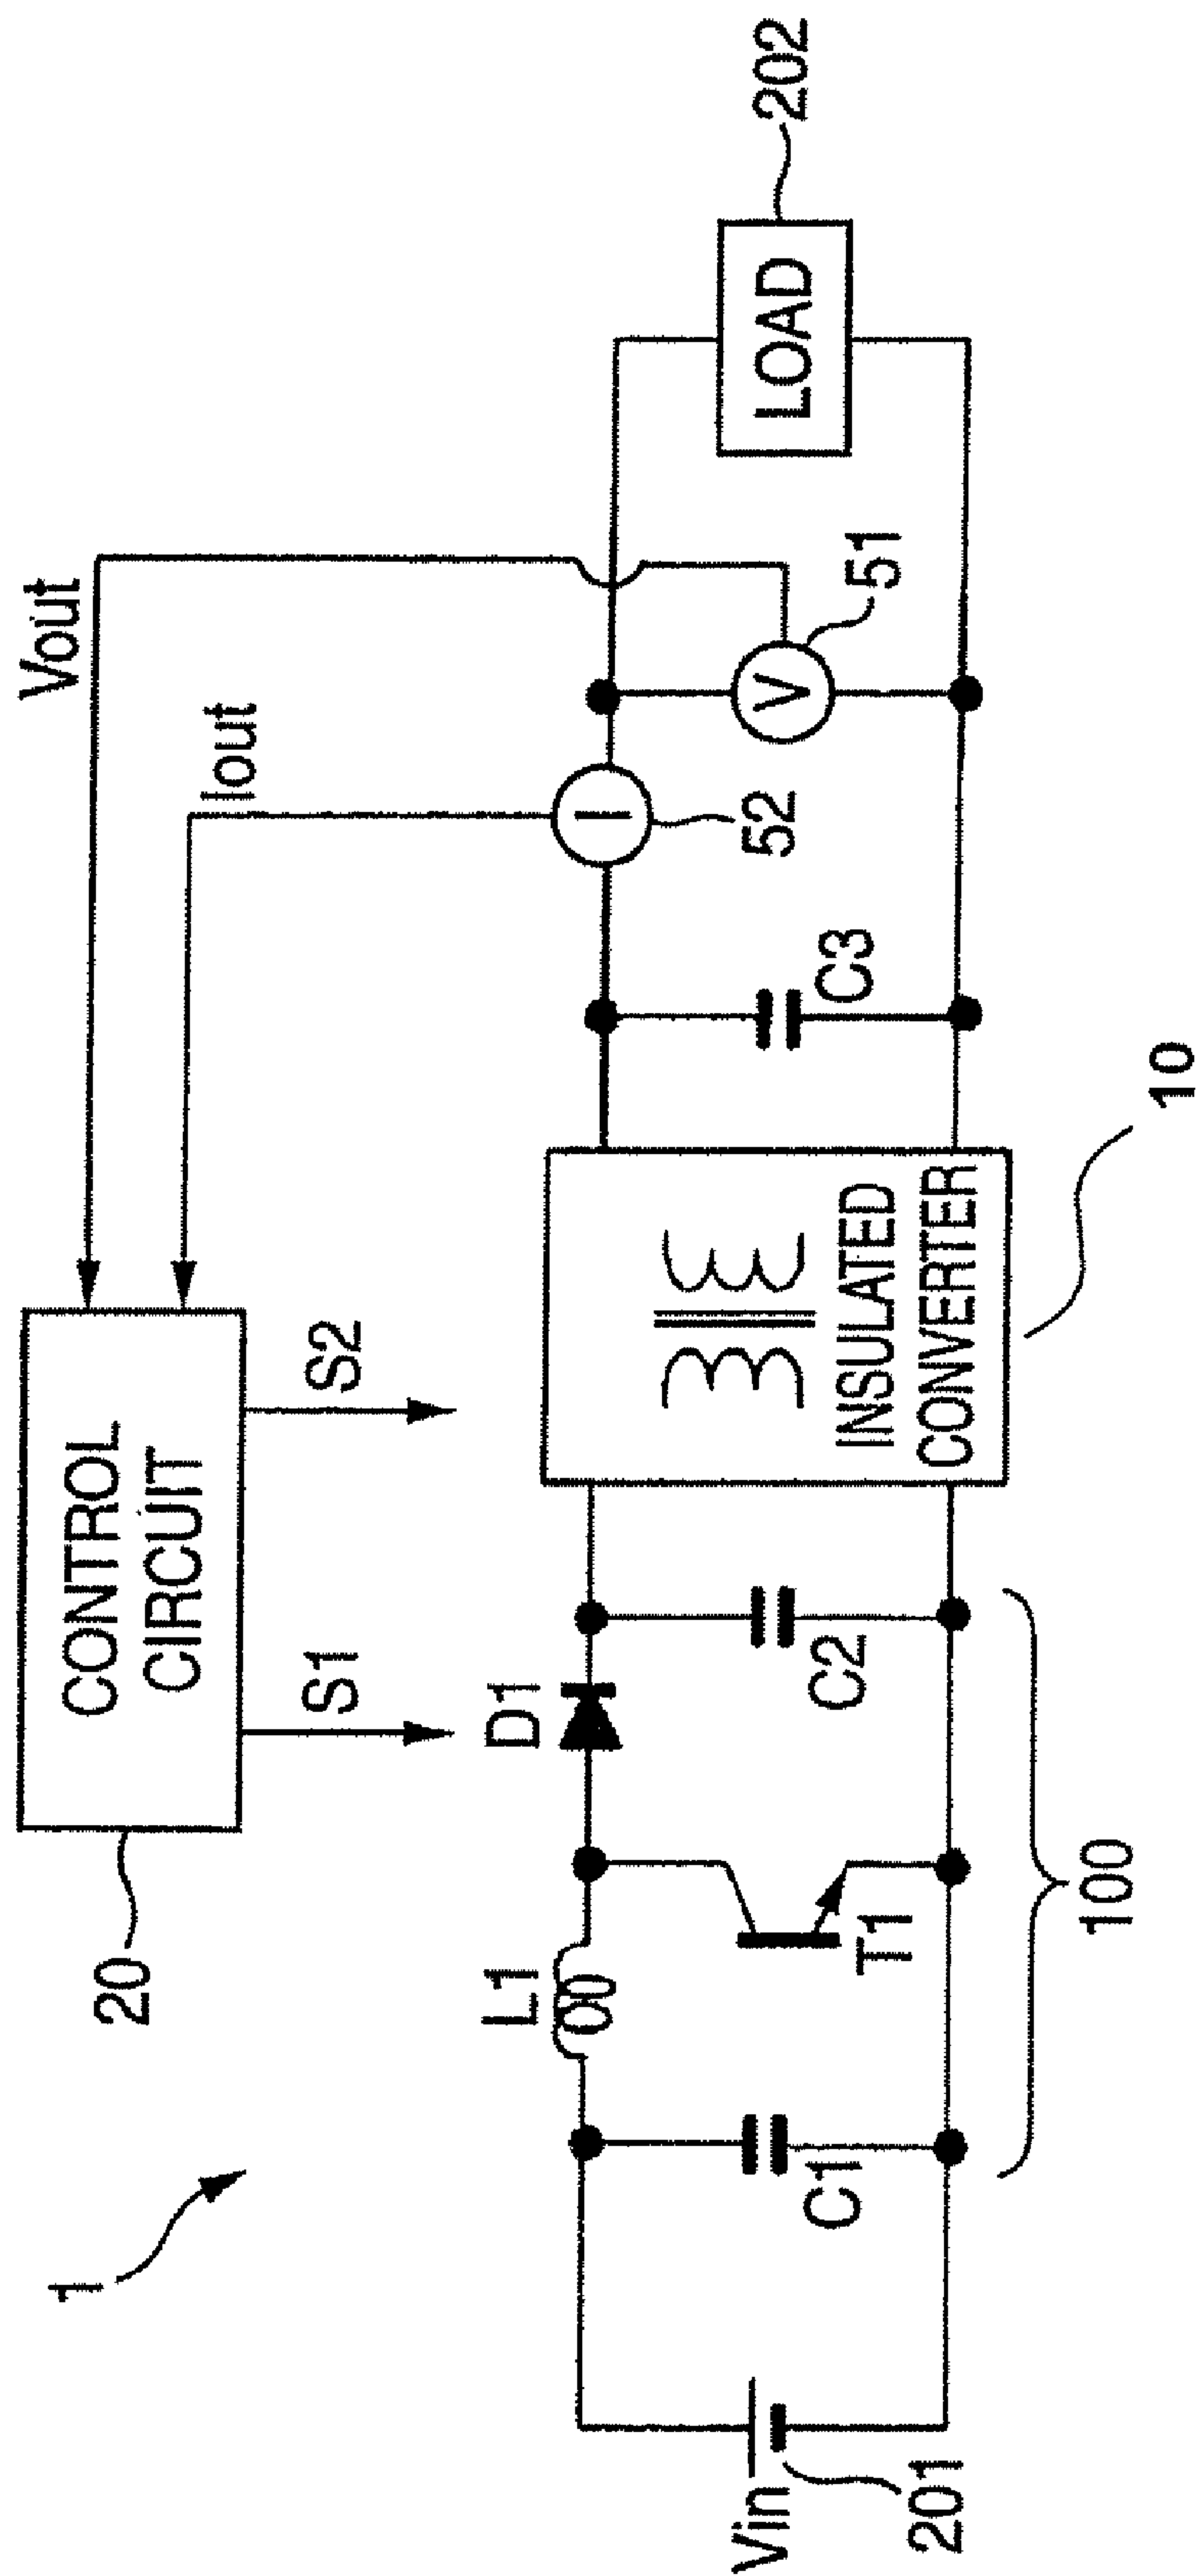 1
20
CONTROL
CIRCUIT
Vout
Iout
S1
S2
L1
D1
T1
C1
C2
C3
Vin
201
100
INSULATED
CONVERTER
10
I
52
V
51
LOAD
202